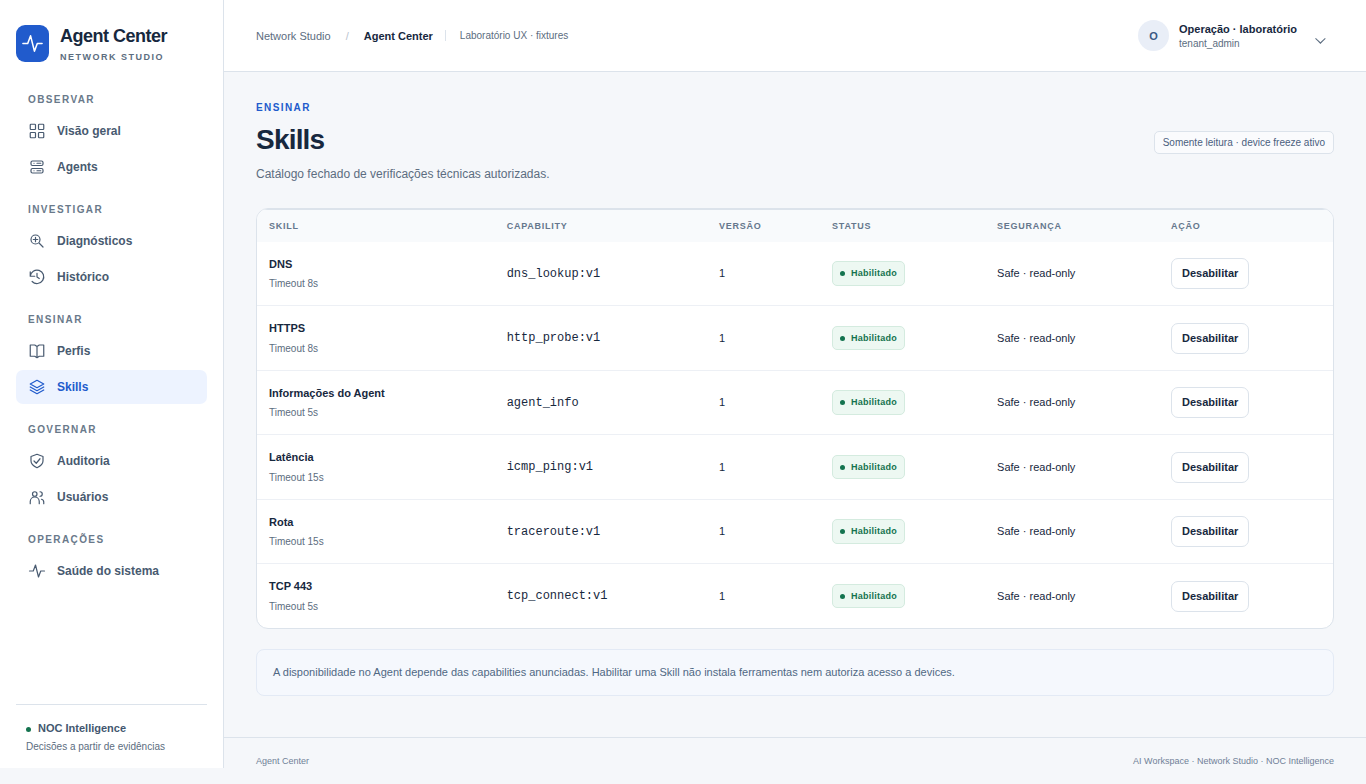 Agent Center
NETWORK STUDIO
OBSERVAR
Visão geral
Agents
INVESTIGAR
Diagnósticos
Histórico
ENSINAR
Perfis
Skills
GOVERNAR
Auditoria
Usuários
OPERAÇÕES
Saúde do sistema
NOC Intelligence
Decisões a partir de evidências
Network Studio / Agent Center Laboratório UX · fixtures
O
Operação · laboratório
tenant_admin
ENSINAR
Skills
Somente leitura · device freeze ativo
Catálogo fechado de verificações técnicas autorizadas.
SKILL CAPABILITY VERSÃO STATUS SEGURANÇA AÇÃO
DNS
Timeout 8s
dns_lookup:v1 1 Habilitado Safe · read-only Desabilitar
HTTPS
Timeout 8s
http_probe:v1 1 Habilitado Safe · read-only Desabilitar
Informações do Agent
Timeout 5s
agent_info 1 Habilitado Safe · read-only Desabilitar
Latência
Timeout 15s
icmp_ping:v1 1 Habilitado Safe · read-only Desabilitar
Rota
Timeout 15s
traceroute:v1 1 Habilitado Safe · read-only Desabilitar
TCP 443
Timeout 5s
tcp_connect:v1 1 Habilitado Safe · read-only Desabilitar
A disponibilidade no Agent depende das capabilities anunciadas. Habilitar uma Skill não instala ferramentas nem autoriza acesso a devices.
Agent Center
AI Workspace · Network Studio · NOC Intelligence